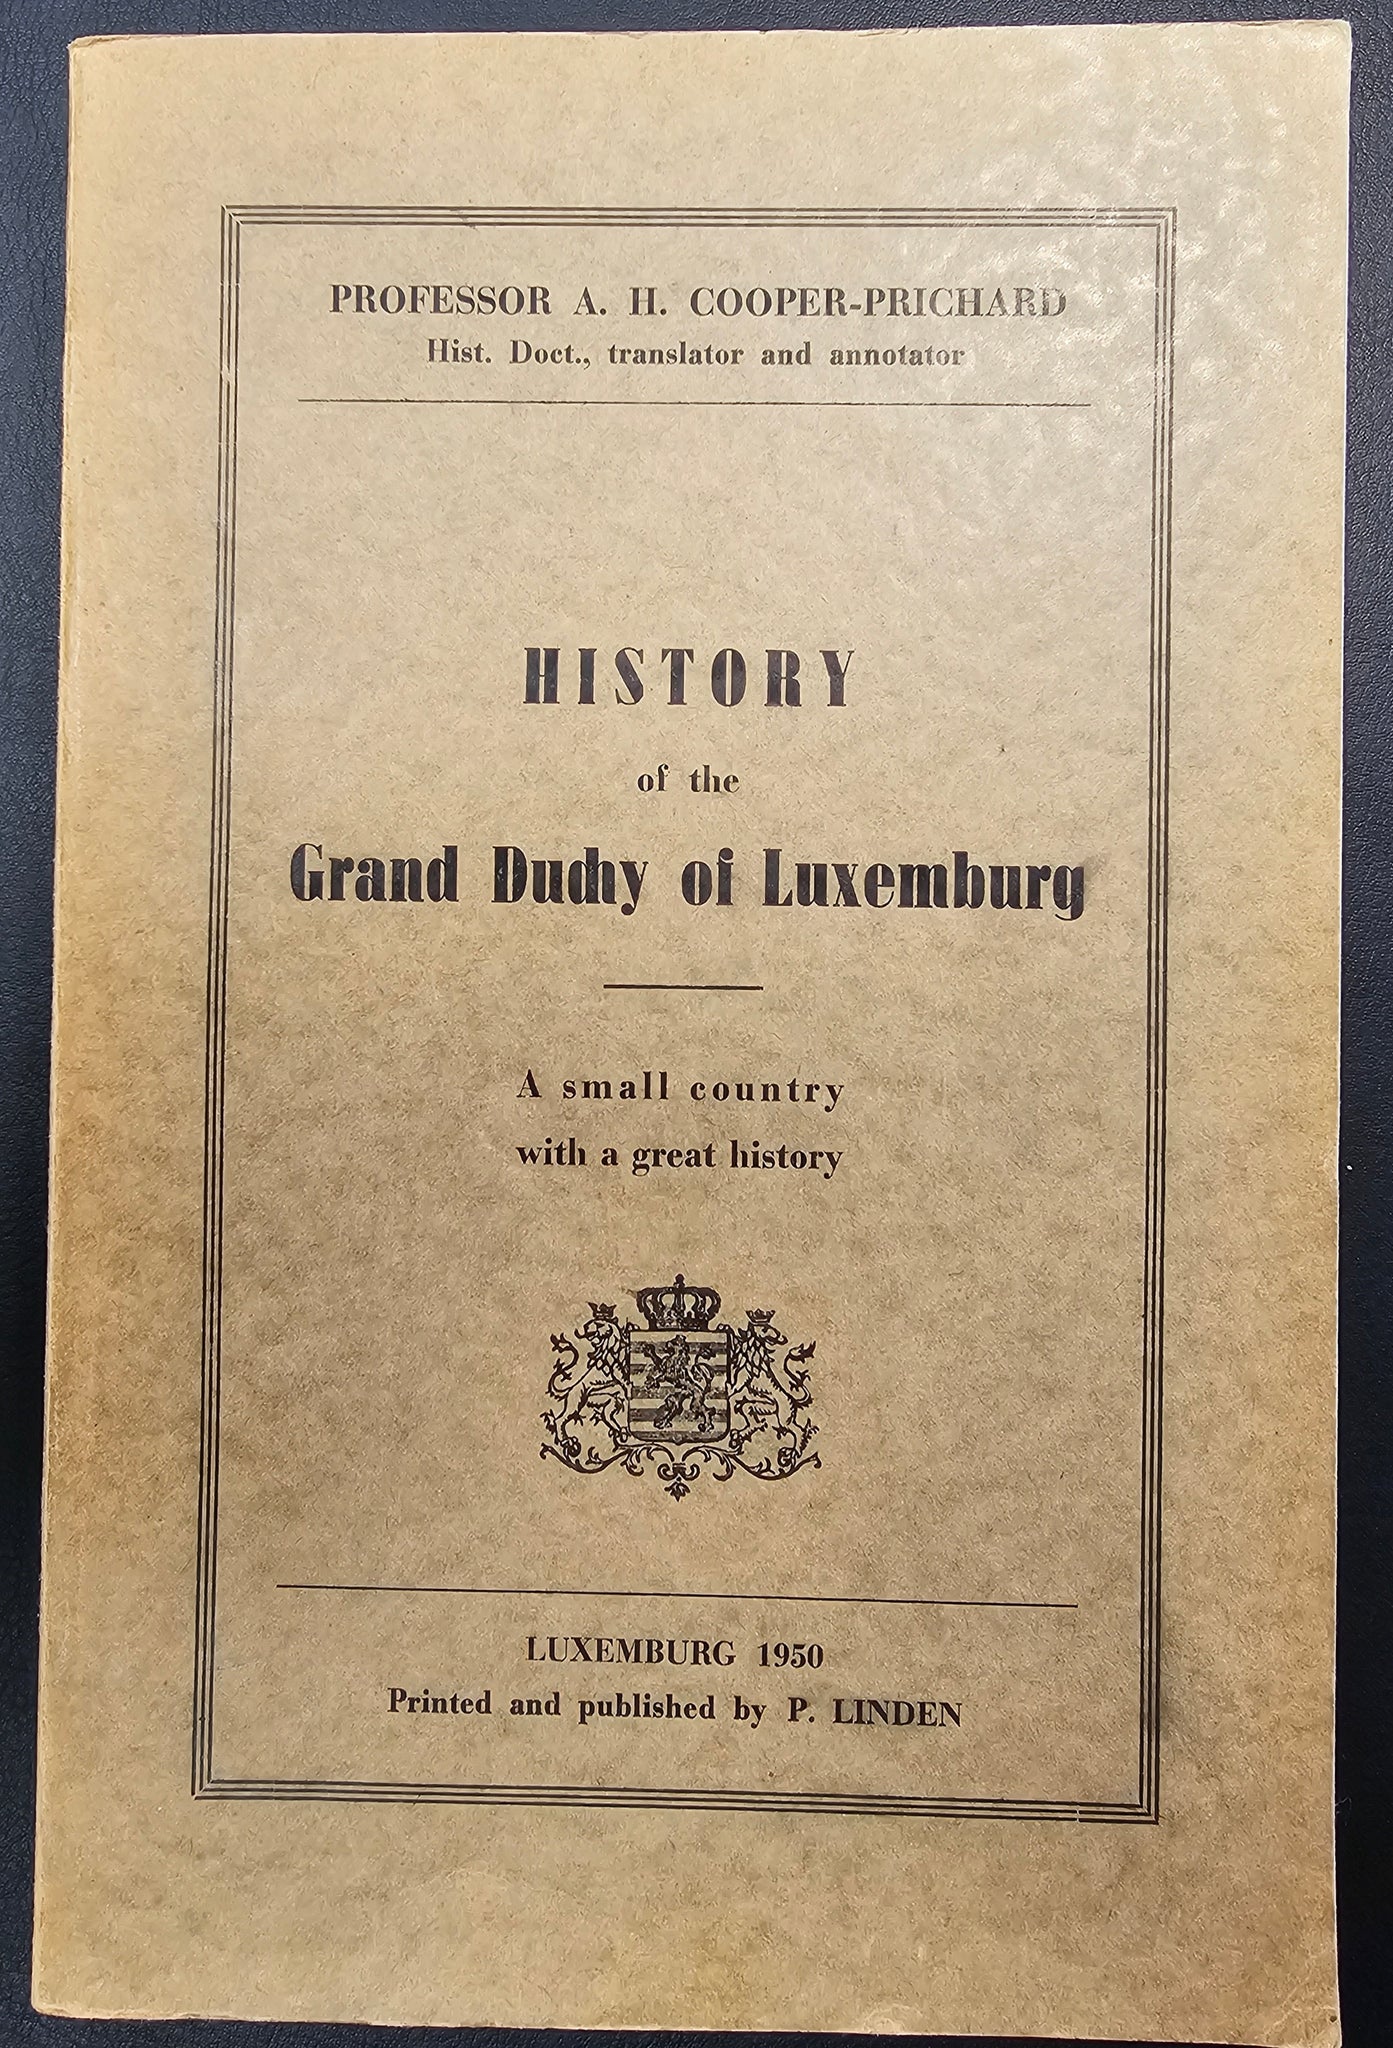 PROFESSOR A. H. COOPER-PRICHARD
Hist. Doct., translator and annotator
HISTORY
of the
Grand Duchy of Luxemburg
A small country
with a great history
LUXEMBURG 1950
Printed and published by P. LINDEN